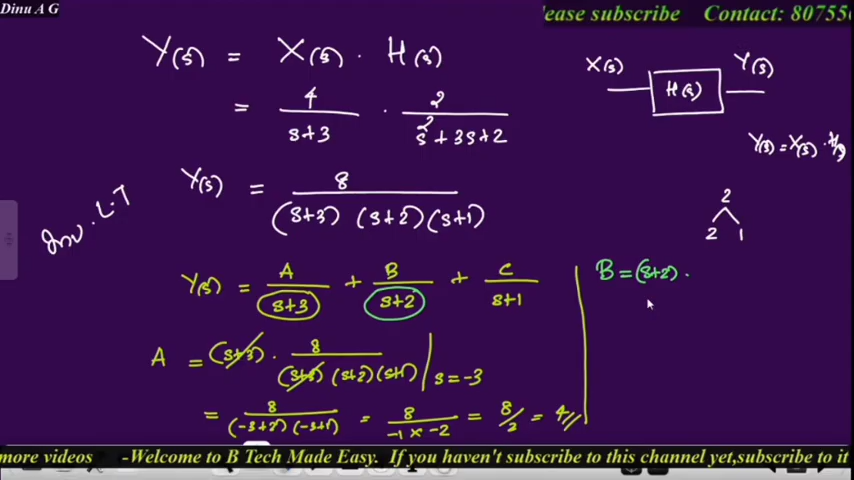 Dinu A G
lease subscribe Contact: 80755
Y(s) = X(s) . H(s)
= 4/(s+3) . 2/(s²+3s+2)
X(s) H(s) Y(s)
Y(s)=X(s).H(s)
Y(s) = 8/((s+3) (s+2)(s+1))
2
2 1
Inv. L.T
Y(s) = A/(s+3) + B/(s+2) + C/(s+1)
A = (s+3) . 8/((s+3)(s+2)(s+1)) | s=-3
= 8/((-3+2)(-3+1)) = 8/(-1 x -2) = 8/2 = 4//
B = (s+2) .
more videos -Welcome to B Tech Made Easy. If you haven't subscribe to this channel yet,subscribe to it